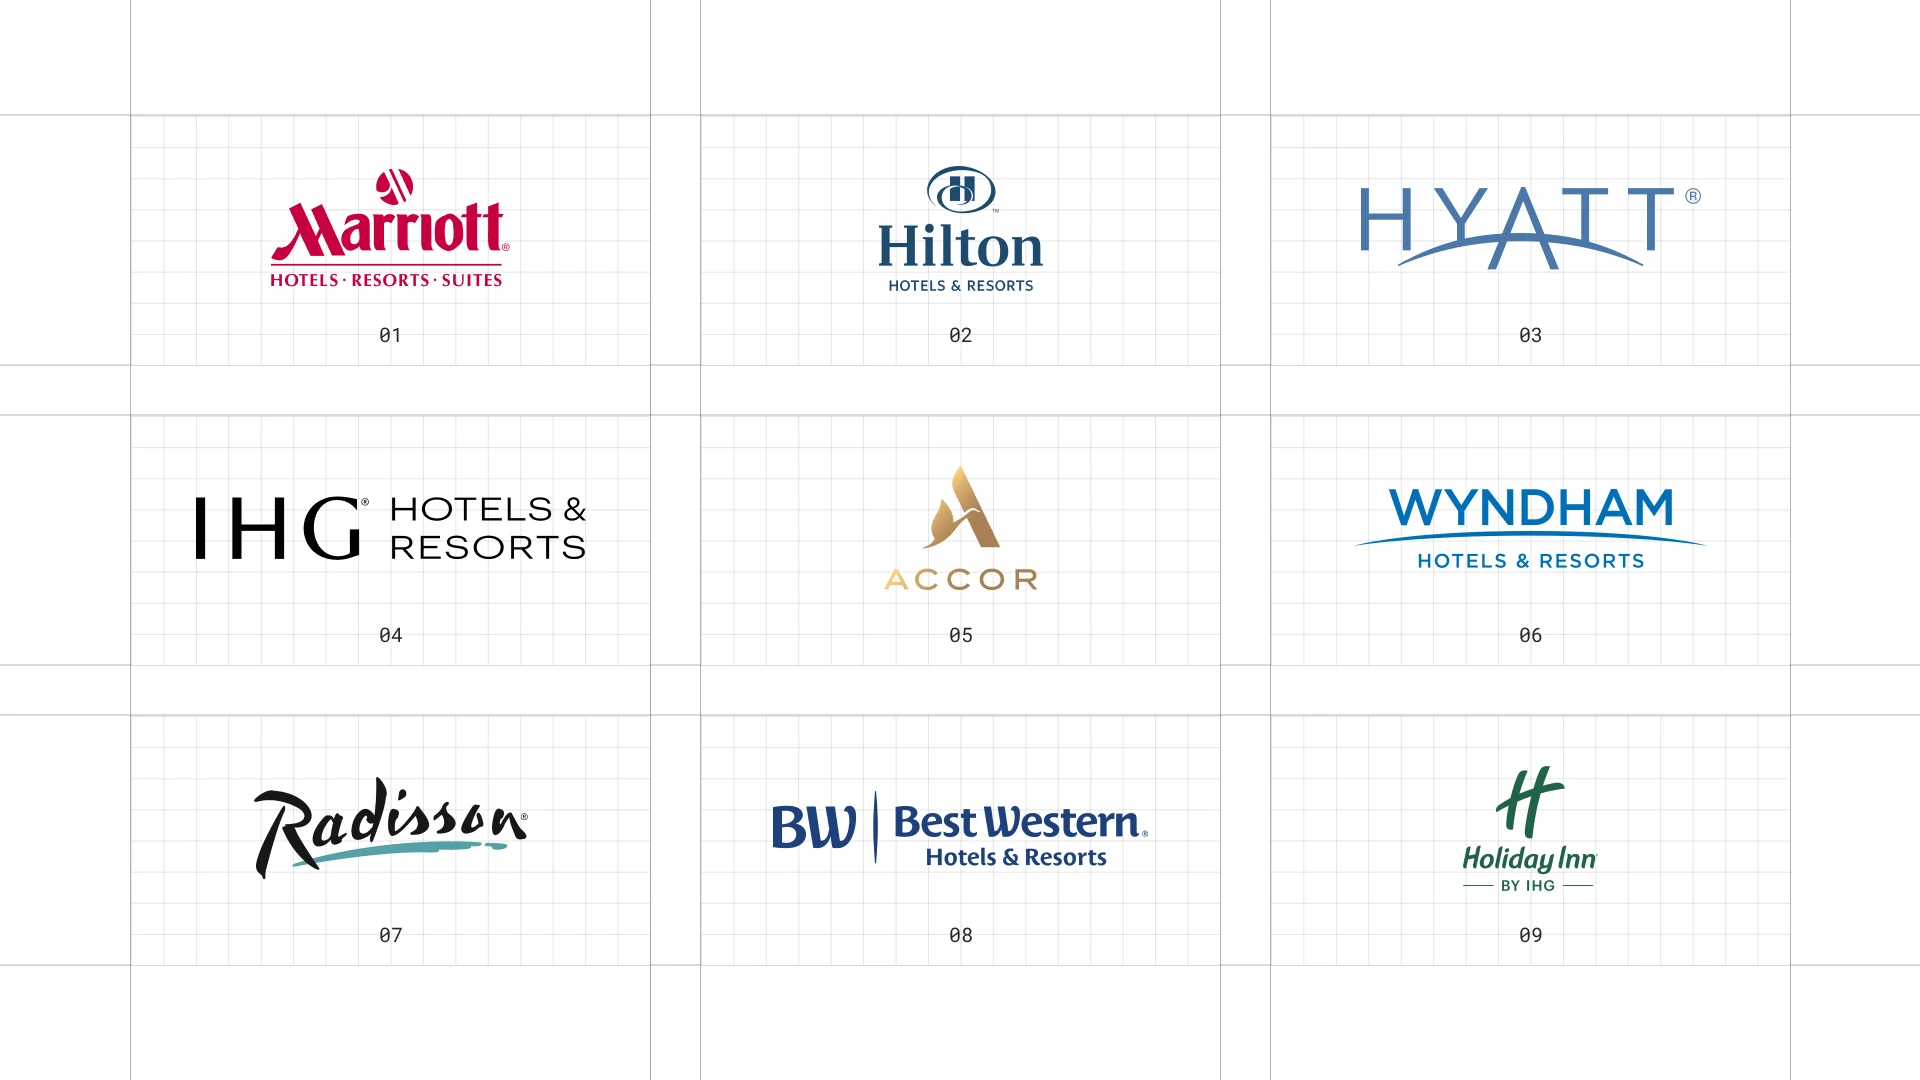 Marriott®
HOTELS · RESORTS · SUITES
01
H
™
Hilton
HOTELS & RESORTS
02
HYATT®
03
IHG® HOTELS &
RESORTS
04
ACCOR
05
WYNDHAM
HOTELS & RESORTS
06
Radisson®
07
BW Best Western®
Hotels & Resorts
08
H
Holiday Inn
BY IHG
09